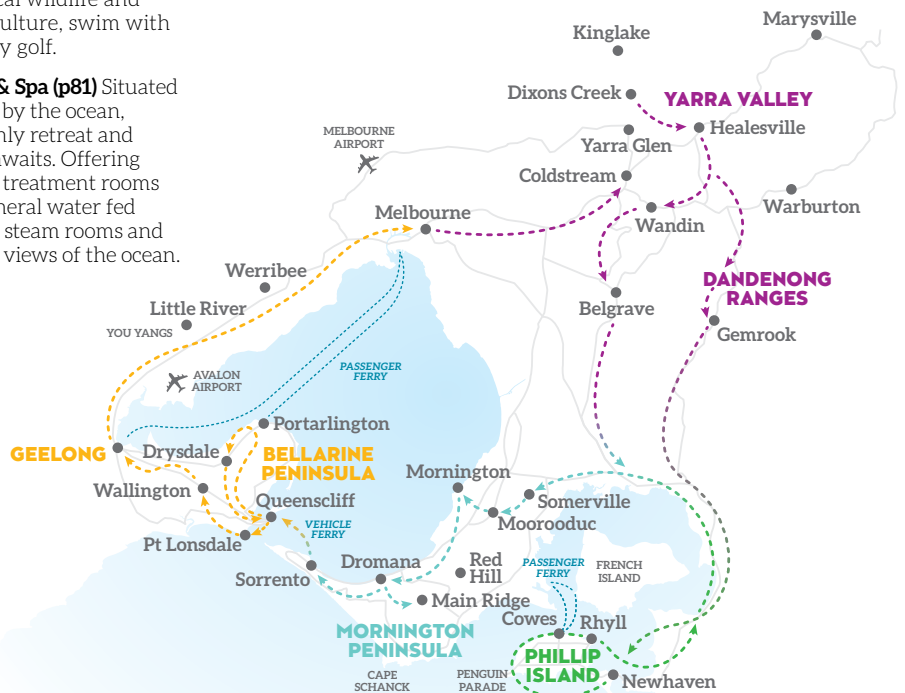 cal wildlife and
ulture, swim with
y golf.
& Spa (p81) Situated
by the ocean,
nly retreat and
waits. Offering
treatment rooms
neral water fed
steam rooms and
views of the ocean.
Marysville
Kinglake
Dixons Creek
YARRA VALLEY
Healesville
MELBOURNE
AIRPORT
Yarra Glen
Coldstream
Warburton
Melbourne
Wandin
Werribee
DANDENONG
RANGES
Little River
Belgrave
YOU YANGS
Gemrook
PASSENGER
FERRY
AVALON
AIRPORT
Portarlington
GEELONG
Drysdale
BELLARINE
PENINSULA
Mornington
Wallington
Queenscliff
Somerville
Moorooduc
VEHICLE
FERRY
Pt Lonsdale
Dromana
Red
Hill
PASSENGER
FERRY
FRENCH
ISLAND
Sorrento
Main Ridge
Cowes
Rhyll
MORNINGTON
PENINSULA
PHILLIP
ISLAND
CAPE
SCHANCK
PENGUIN
PARADE
Newhaven